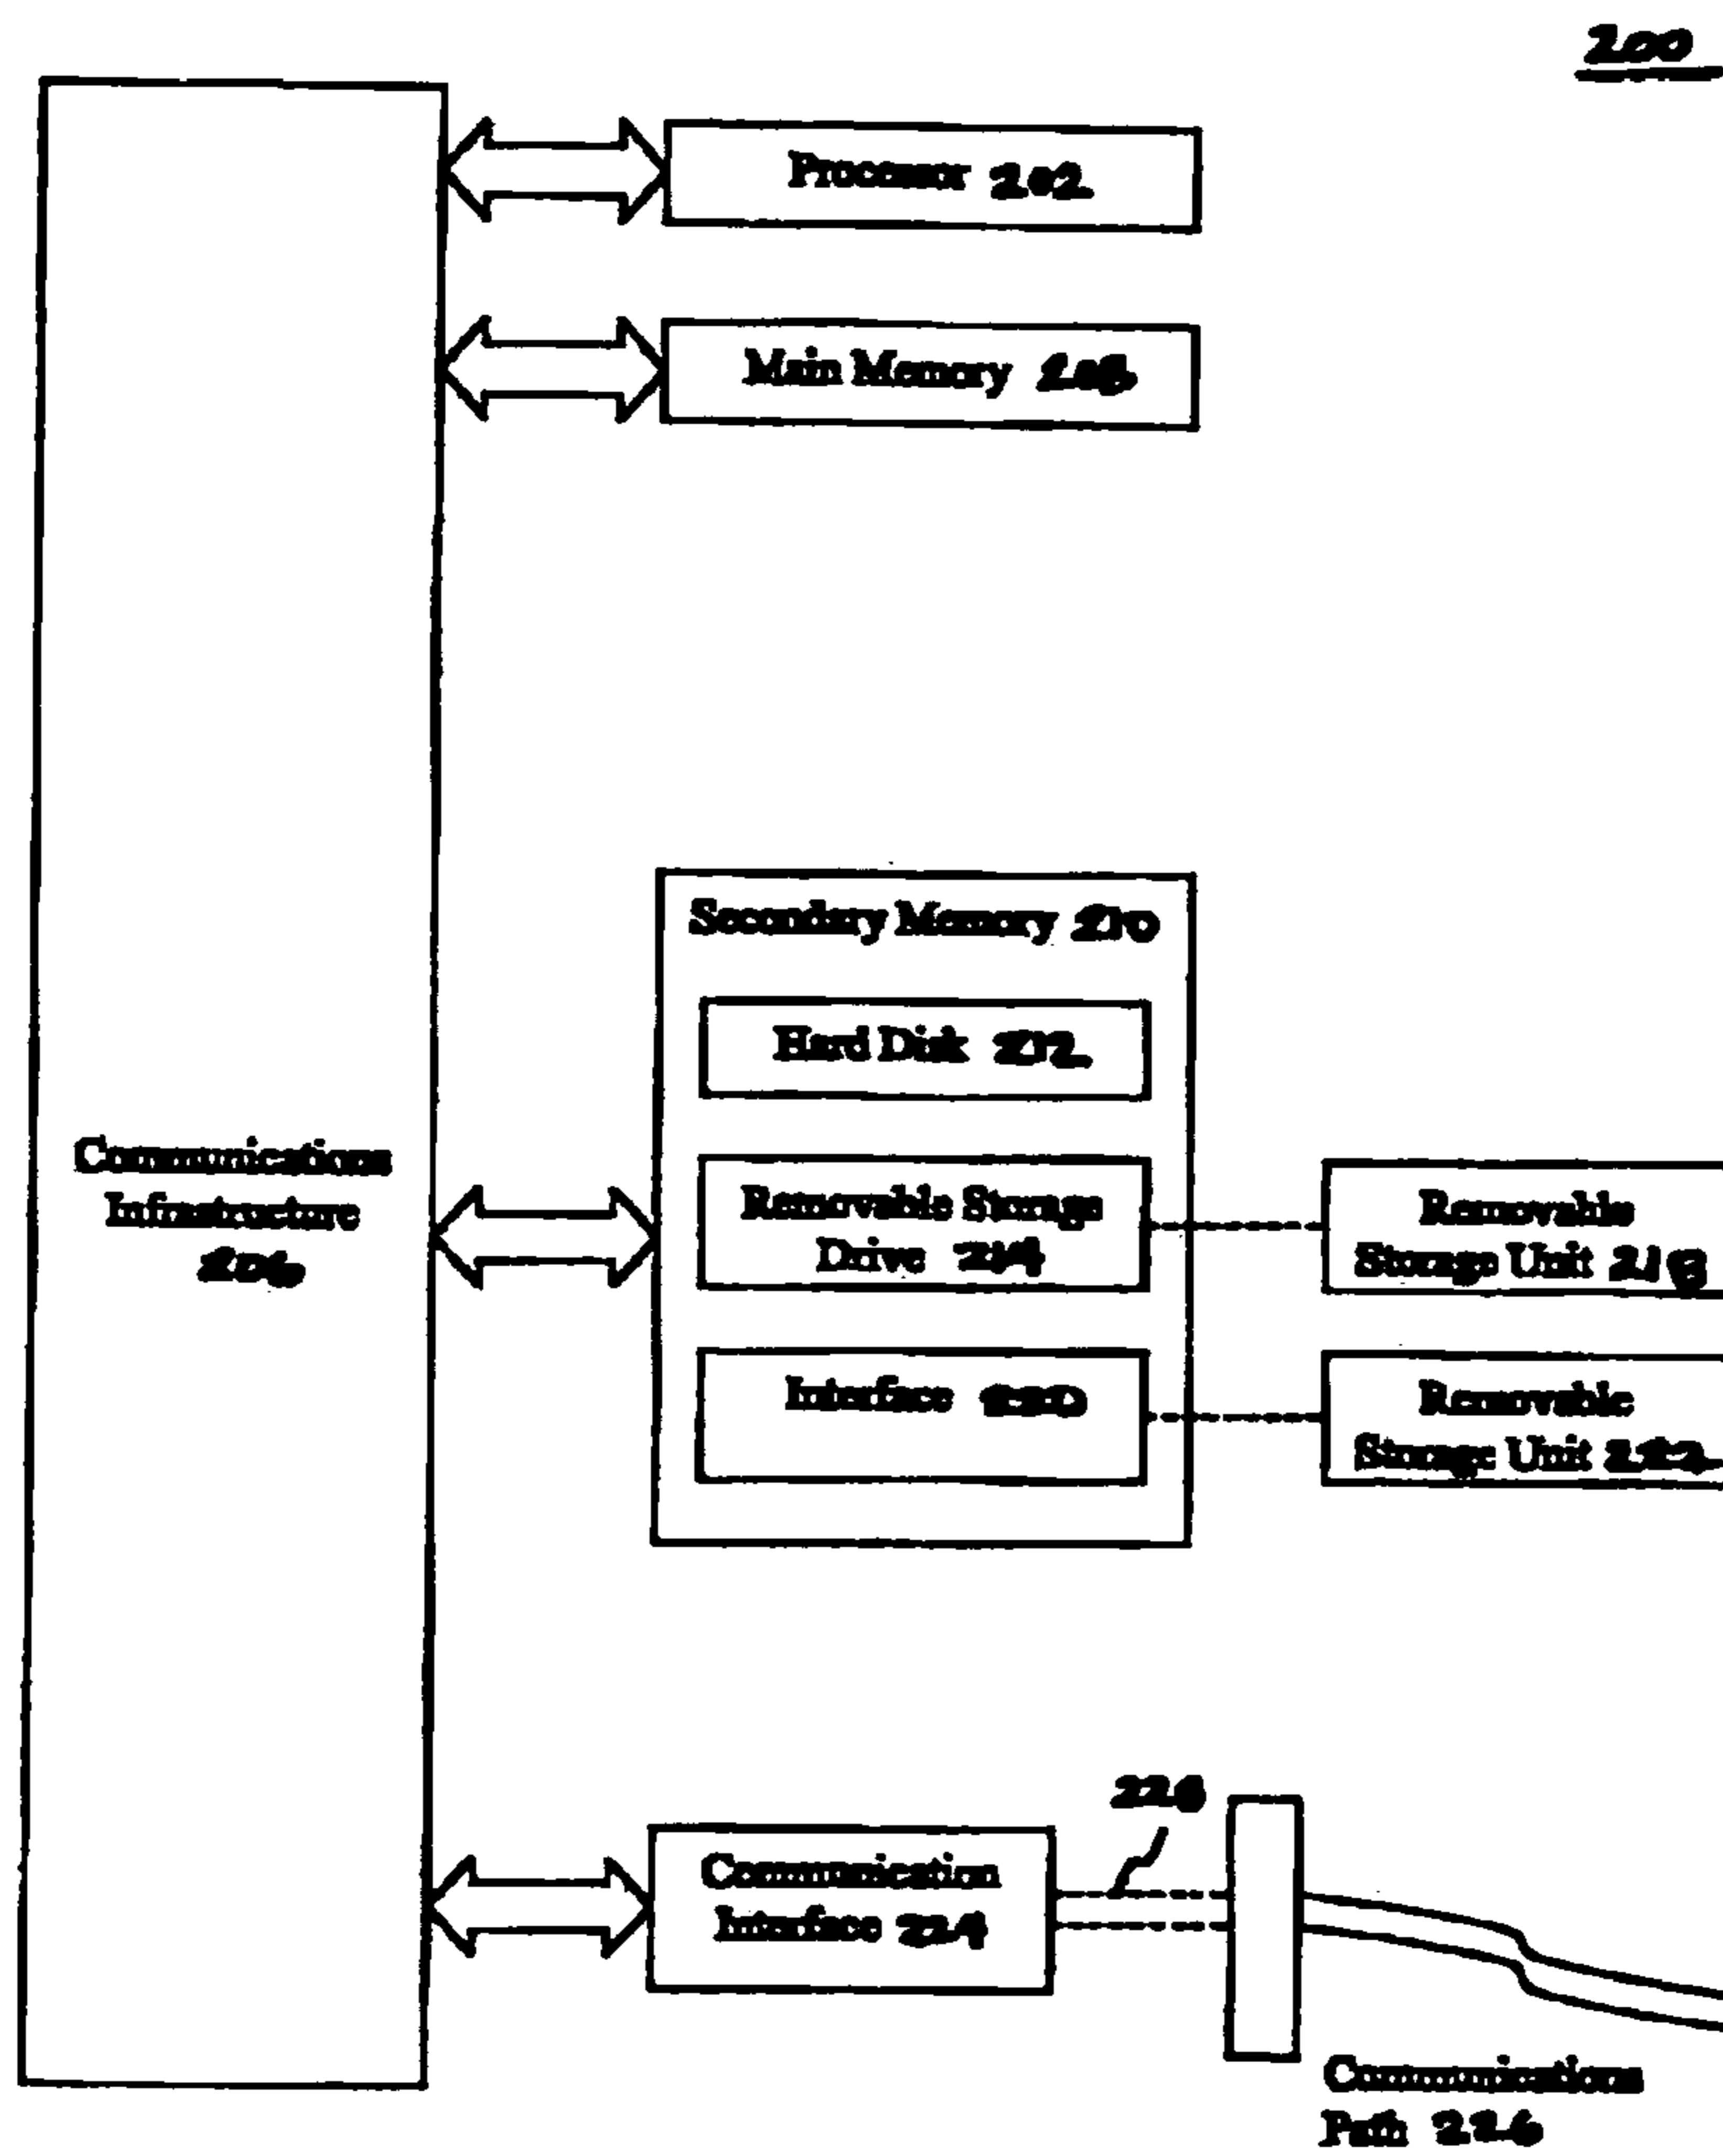 200
Processor 202
Main Memory 208
Secondary Memory 210
Hard Disk 212
Communications
Infrastructure
206
Removable Storage
Drive 214
Removable
Storage Unit 218
Interface
Removable
Storage Unit 222
228
Communication
Interface 224
Communications
Path 226